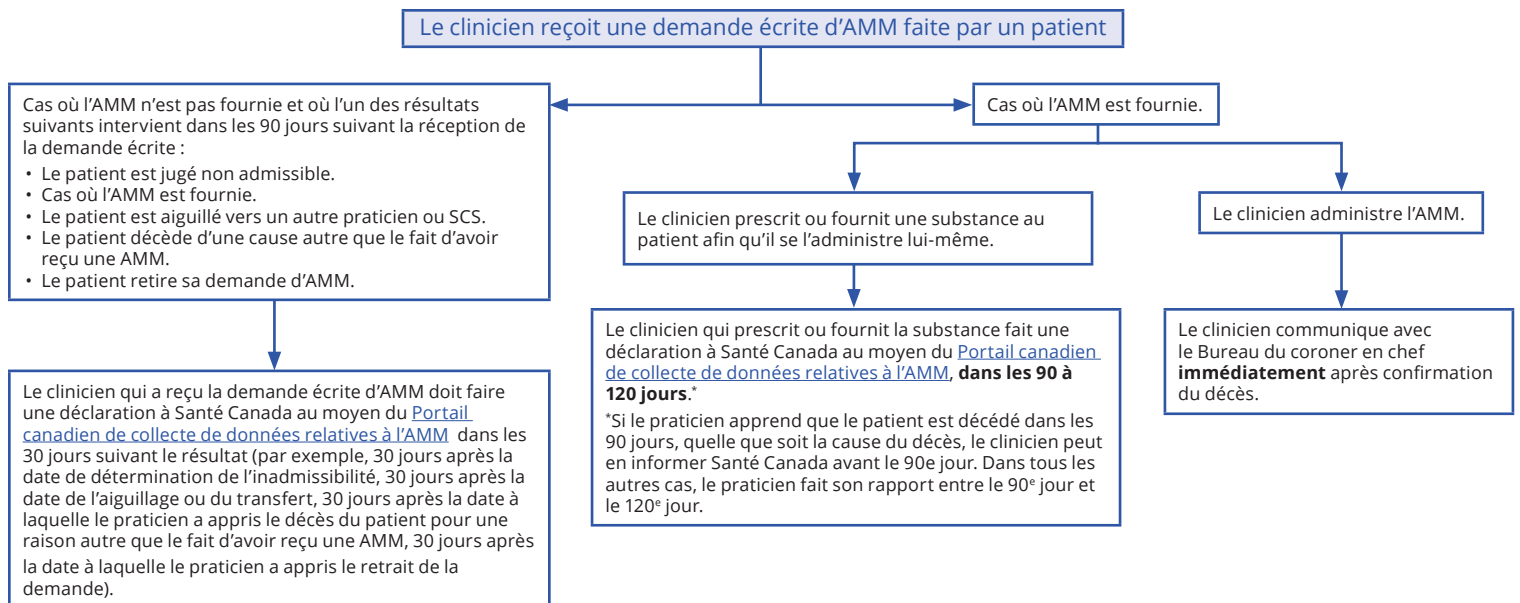 Le clinicien reçoit une demande écrite d’AMM faite par un patient
Cas où l’AMM n’est pas fournie et où l’un des résultats
suivants intervient dans les 90 jours suivant la réception de
la demande écrite :
• Le patient est jugé non admissible.
• Cas où l’AMM est fournie.
• Le patient est aiguillé vers un autre praticien ou SCS.
• Le patient décède d’une cause autre que le fait d’avoir
reçu une AMM.
• Le patient retire sa demande d’AMM.
Le clinicien qui a reçu la demande écrite d’AMM doit faire
une déclaration à Santé Canada au moyen du Portail
canadien de collecte de données relatives à l’AMM dans les
30 jours suivant le résultat (par exemple, 30 jours après la
date de détermination de l’inadmissibilité, 30 jours après la
date de l’aiguillage ou du transfert, 30 jours après la date à
laquelle le praticien a appris le décès du patient pour une
raison autre que le fait d’avoir reçu une AMM, 30 jours après
la date à laquelle le praticien a appris le retrait de la
demande).
Cas où l’AMM est fournie.
Le clinicien prescrit ou fournit une substance au
patient afin qu’il se l’administre lui-même.
Le clinicien qui prescrit ou fournit la substance fait une
déclaration à Santé Canada au moyen du Portail canadien
de collecte de données relatives à l’AMM, dans les 90 à
120 jours.*
*Si le praticien apprend que le patient est décédé dans les
90 jours, quelle que soit la cause du décès, le clinicien peut
en informer Santé Canada avant le 90e jour. Dans tous les
autres cas, le praticien fait son rapport entre le 90e jour et
le 120e jour.
Le clinicien administre l’AMM.
Le clinicien communique avec
le Bureau du coroner en chef
immédiatement après confirmation
du décès.